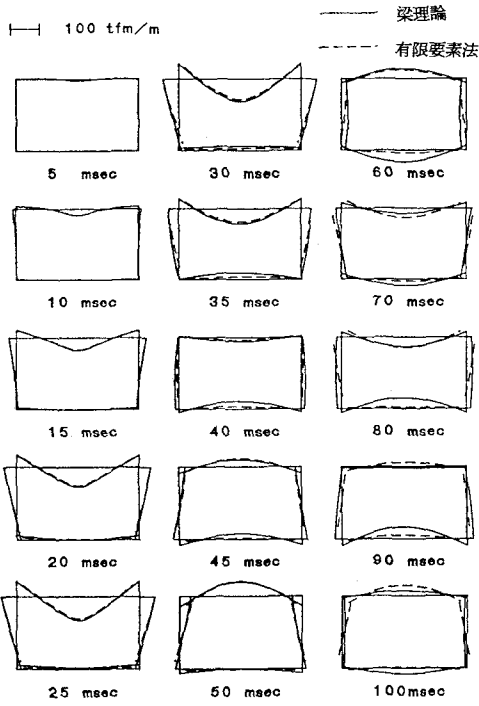 100 tfm/m
梁理論
有限要素法
5 msec
30 msec
60 msec
10 msec
35 msec
70 msec
15 msec
40 msec
80 msec
20 msec
45 msec
90 msec
25 msec
50 msec
100msec